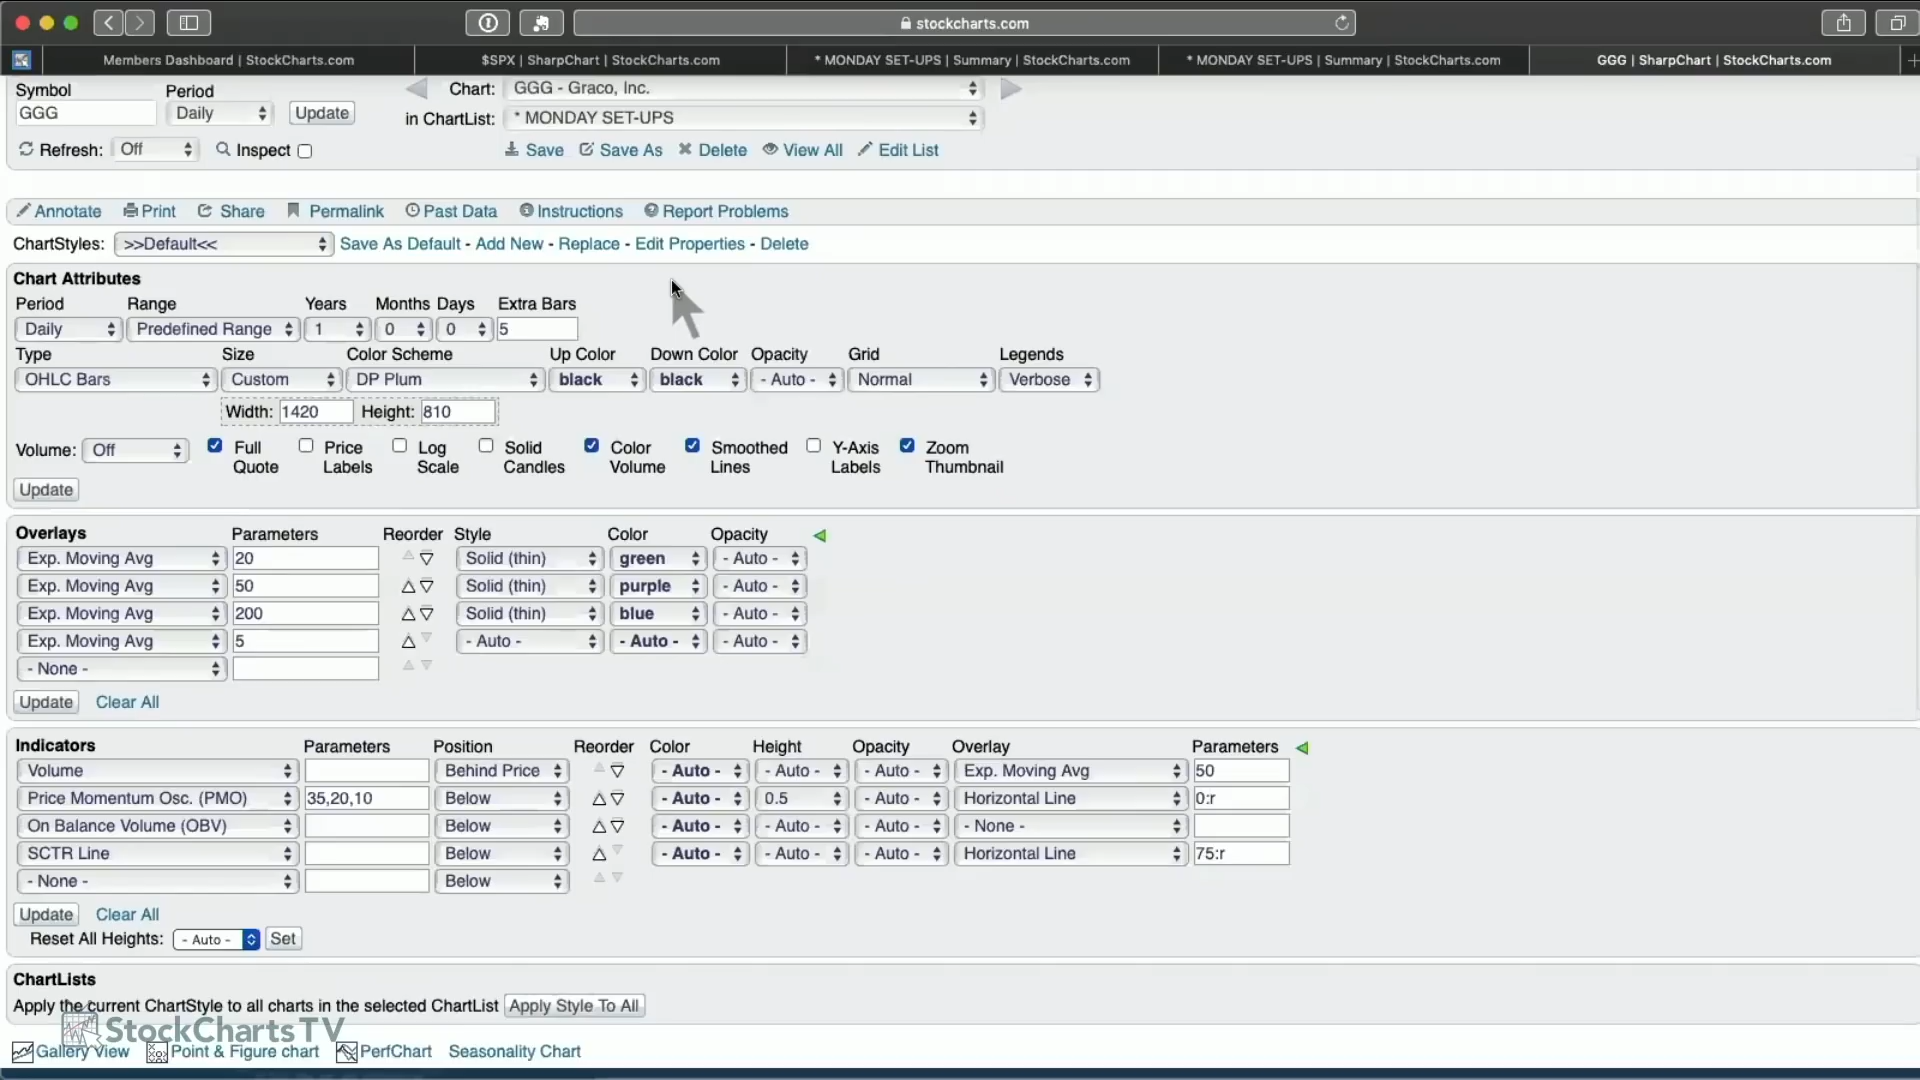 stockcharts.com
Members Dashboard | StockCharts.com
$SPX | SharpChart | StockCharts.com
* MONDAY SET-UPS | Summary | StockCharts.com
* MONDAY SET-UPS | Summary | StockCharts.com
GGG | SharpChart | StockCharts.com
Symbol Period Chart: GGG - Graco, Inc.
GGG Daily Update in ChartList: * MONDAY SET-UPS
Refresh: Off Inspect Save Save As Delete View All Edit List
Annotate Print Share Permalink Past Data Instructions Report Problems
ChartStyles: >>Default<< Save As Default - Add New - Replace - Edit Properties - Delete
Chart Attributes
Period Range Years Months Days Extra Bars
Daily Predefined Range 1 0 0 5
Type Size Color Scheme Up Color Down Color Opacity Grid Legends
OHLC Bars Custom DP Plum black black - Auto - Normal Verbose
Width: 1420 Height: 810
Volume: Off Full Quote Price Labels Log Scale Solid Candles Color Volume Smoothed Lines Y-Axis Labels Zoom Thumbnail
Update
Overlays Parameters Reorder Style Color Opacity
Exp. Moving Avg 20 Solid (thin) green - Auto -
Exp. Moving Avg 50 Solid (thin) purple - Auto -
Exp. Moving Avg 200 Solid (thin) blue - Auto -
Exp. Moving Avg 5 - Auto - - Auto - - Auto -
- None -
Update Clear All
Indicators Parameters Position Reorder Color Height Opacity Overlay Parameters
Volume Behind Price - Auto - - Auto - - Auto - Exp. Moving Avg 50
Price Momentum Osc. (PMO) 35,20,10 Below - Auto - 0.5 - Auto - Horizontal Line 0:r
On Balance Volume (OBV) Below - Auto - - Auto - - Auto - - None -
SCTR Line Below - Auto - - Auto - - Auto - Horizontal Line 75:r
- None - Below
Update Clear All
Reset All Heights: - Auto - Set
ChartLists
Apply the current ChartStyle to all charts in the selected ChartList Apply Style To All
StockChartsTV
Gallery View Point & Figure chart PerfChart Seasonality Chart